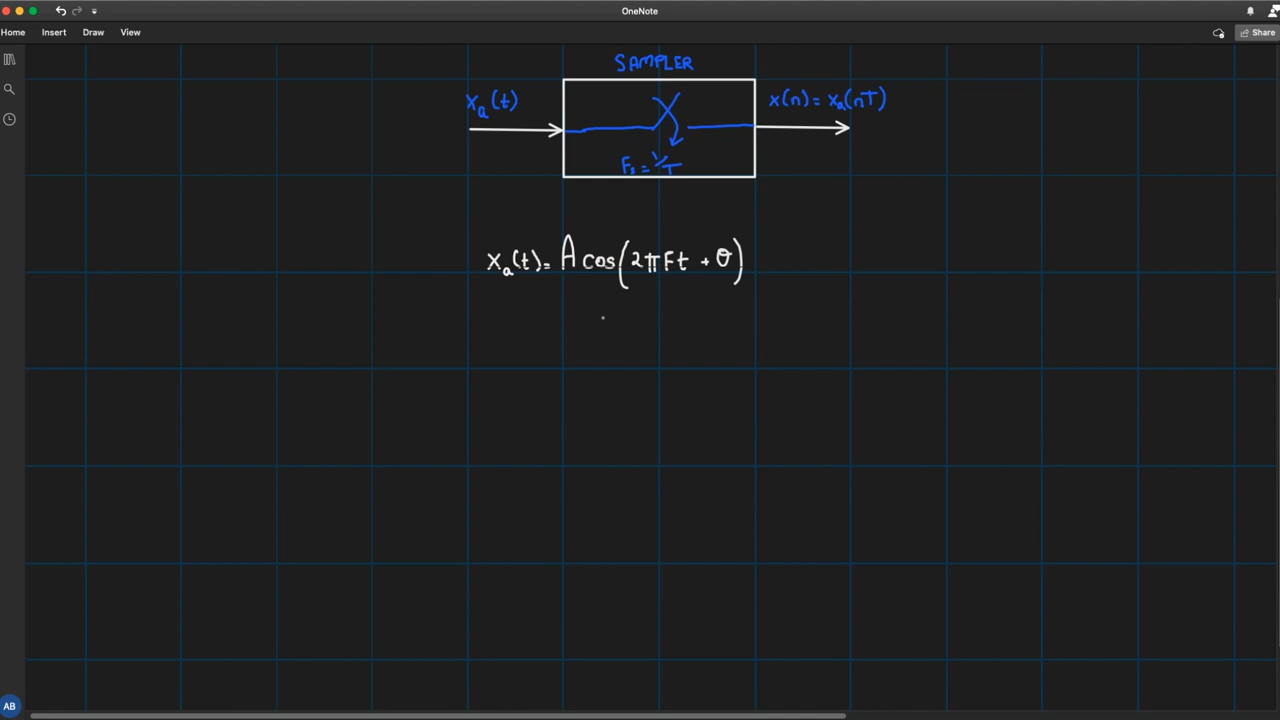 OneNote
Home Insert Draw View
Share
SAMPLER
xₐ(t)
x(n) = xₐ(nT)
Fₛ = 1/T
xₐ(t) = A cos(2πFt + θ)
AB